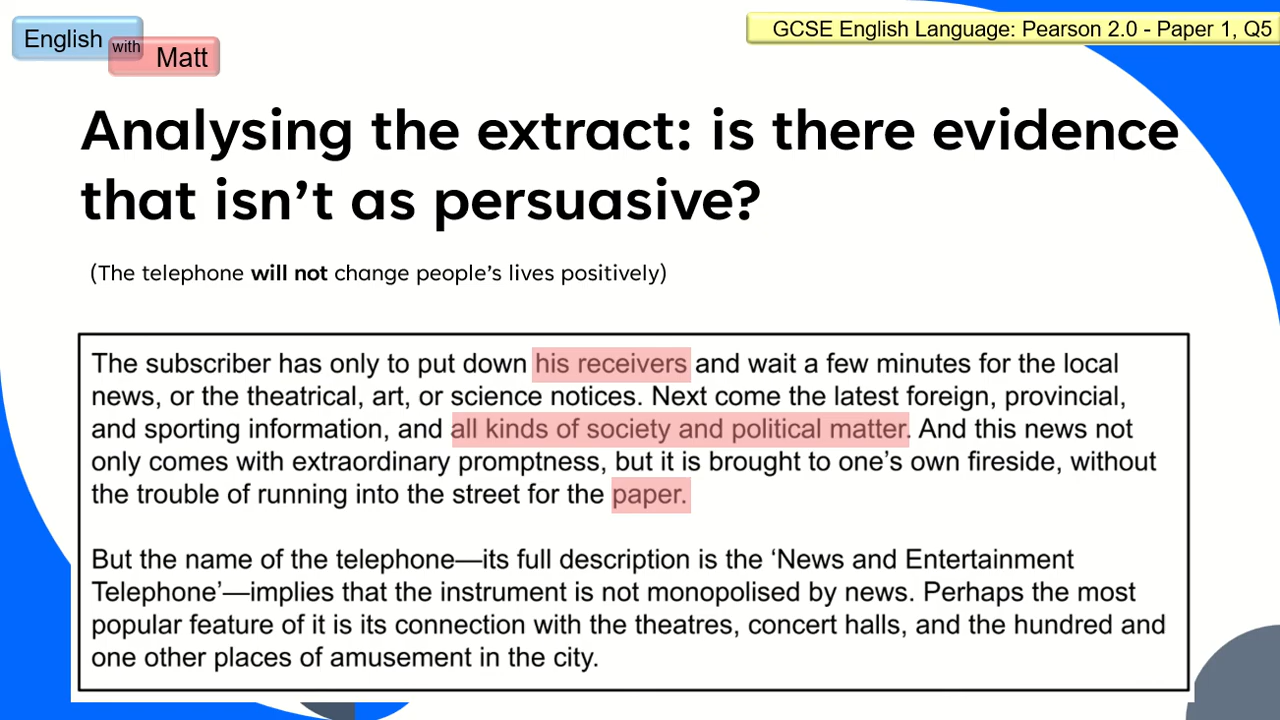 English with Matt
GCSE English Language: Pearson 2.0 - Paper 1, Q5
Analysing the extract: is there evidence
that isn’t as persuasive?
(The telephone will not change people’s lives positively)
The subscriber has only to put down his receivers and wait a few minutes for the local
news, or the theatrical, art, or science notices. Next come the latest foreign, provincial,
and sporting information, and all kinds of society and political matter. And this news not
only comes with extraordinary promptness, but it is brought to one’s own fireside, without
the trouble of running into the street for the paper.
But the name of the telephone—its full description is the ‘News and Entertainment
Telephone’—implies that the instrument is not monopolised by news. Perhaps the most
popular feature of it is its connection with the theatres, concert halls, and the hundred and
one other places of amusement in the city.